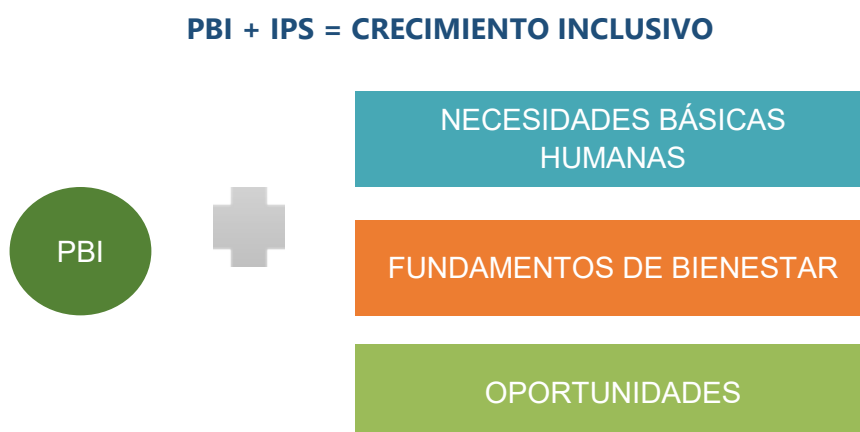 PBI + IPS = CRECIMIENTO INCLUSIVO
NECESIDADES BÁSICAS
HUMANAS
PBI
FUNDAMENTOS DE BIENESTAR
OPORTUNIDADES